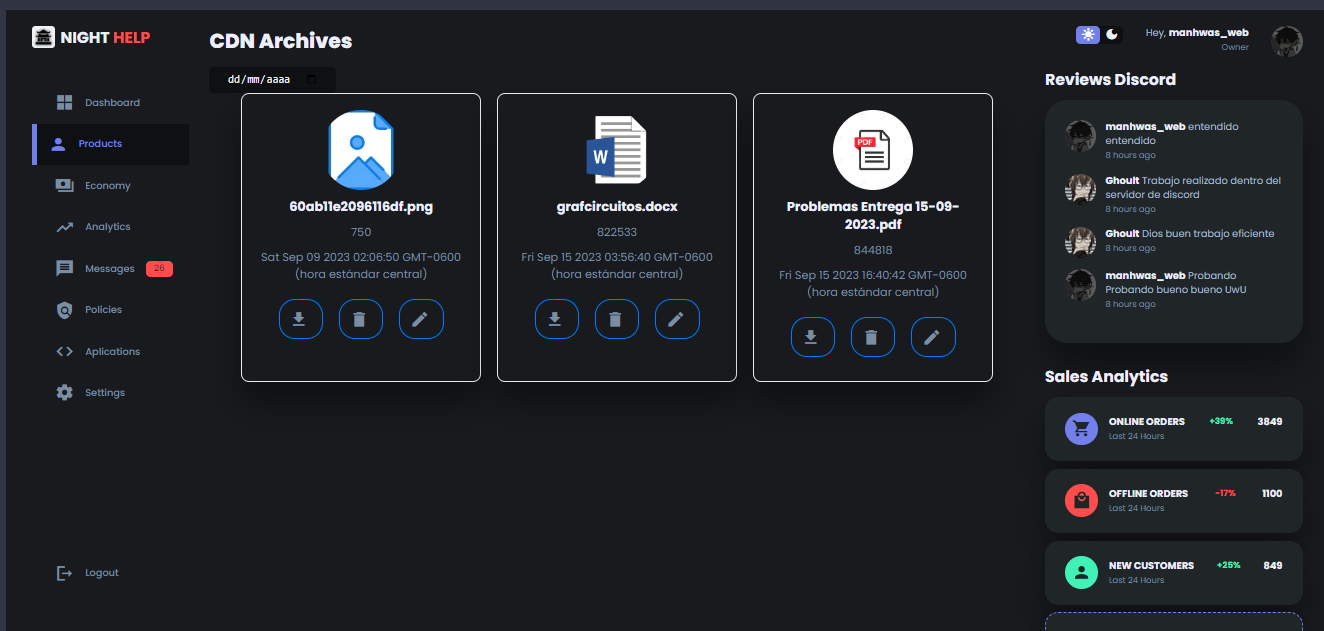 NIGHT HELP
Dashboard
Products
Economy
Analytics
Messages 26
Policies
Aplications
Settings
Logout
CDN Archives
dd/mm/aaaa
60ab11e2096116df.png
750
Sat Sep 09 2023 02:06:50 GMT-0600
(hora estándar central)
W
grafcircuitos.docx
822533
Fri Sep 15 2023 03:56:40 GMT-0600
(hora estándar central)
PDF
Problemas Entrega 15-09-
2023.pdf
844818
Fri Sep 15 2023 16:40:42 GMT-0600
(hora estándar central)
Hey, manhwas_web
Owner
Reviews Discord
manhwas_web entendido
entendido
8 hours ago
Ghoult Trabajo realizado dentro del
servidor de discord
8 hours ago
Ghoult Dios buen trabajo eficiente
8 hours ago
manhwas_web Probando
Probando bueno bueno UwU
8 hours ago
Sales Analytics
ONLINE ORDERS +39% 3849
Last 24 Hours
OFFLINE ORDERS -17% 1100
Last 24 Hours
NEW CUSTOMERS +25% 849
Last 24 Hours